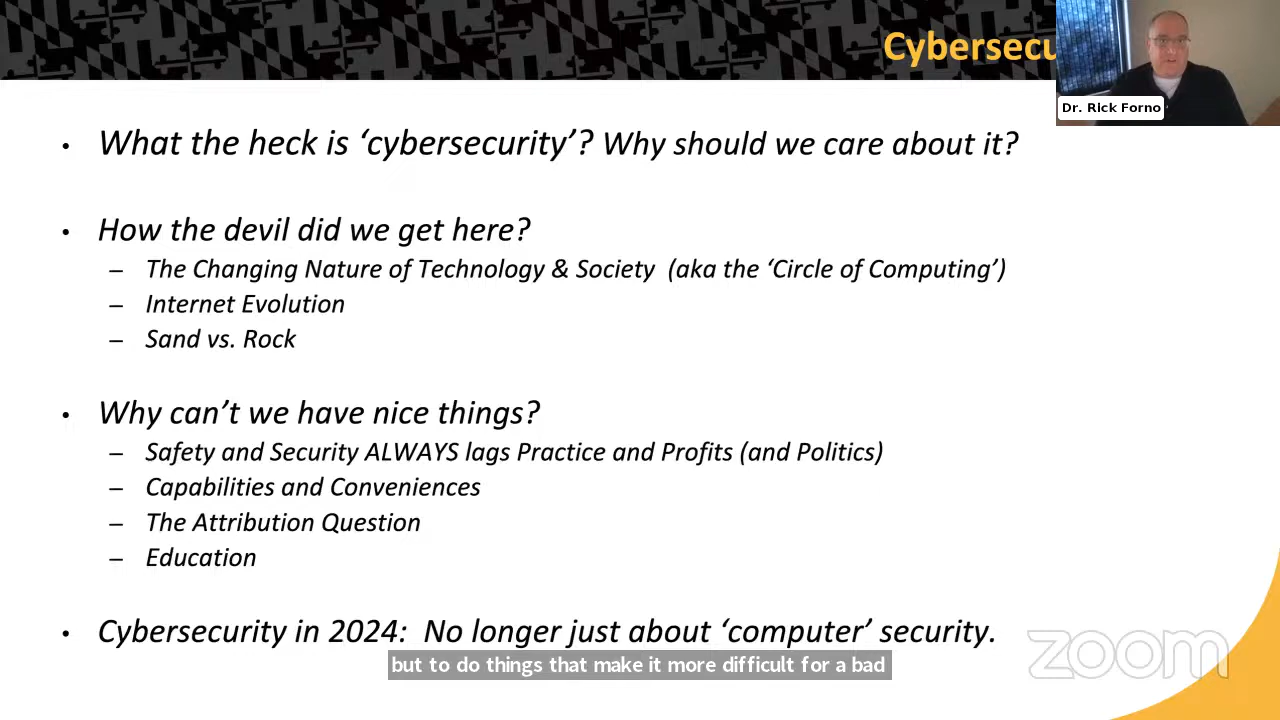 Cybersecu
Dr. Rick Forno
• What the heck is ‘cybersecurity’? Why should we care about it?
• How the devil did we get here?
– The Changing Nature of Technology & Society (aka the ‘Circle of Computing’)
– Internet Evolution
– Sand vs. Rock
• Why can’t we have nice things?
– Safety and Security ALWAYS lags Practice and Profits (and Politics)
– Capabilities and Conveniences
– The Attribution Question
– Education
• Cybersecurity in 2024: No longer just about ‘computer’ security.
but to do things that make it more difficult for a bad
zoom